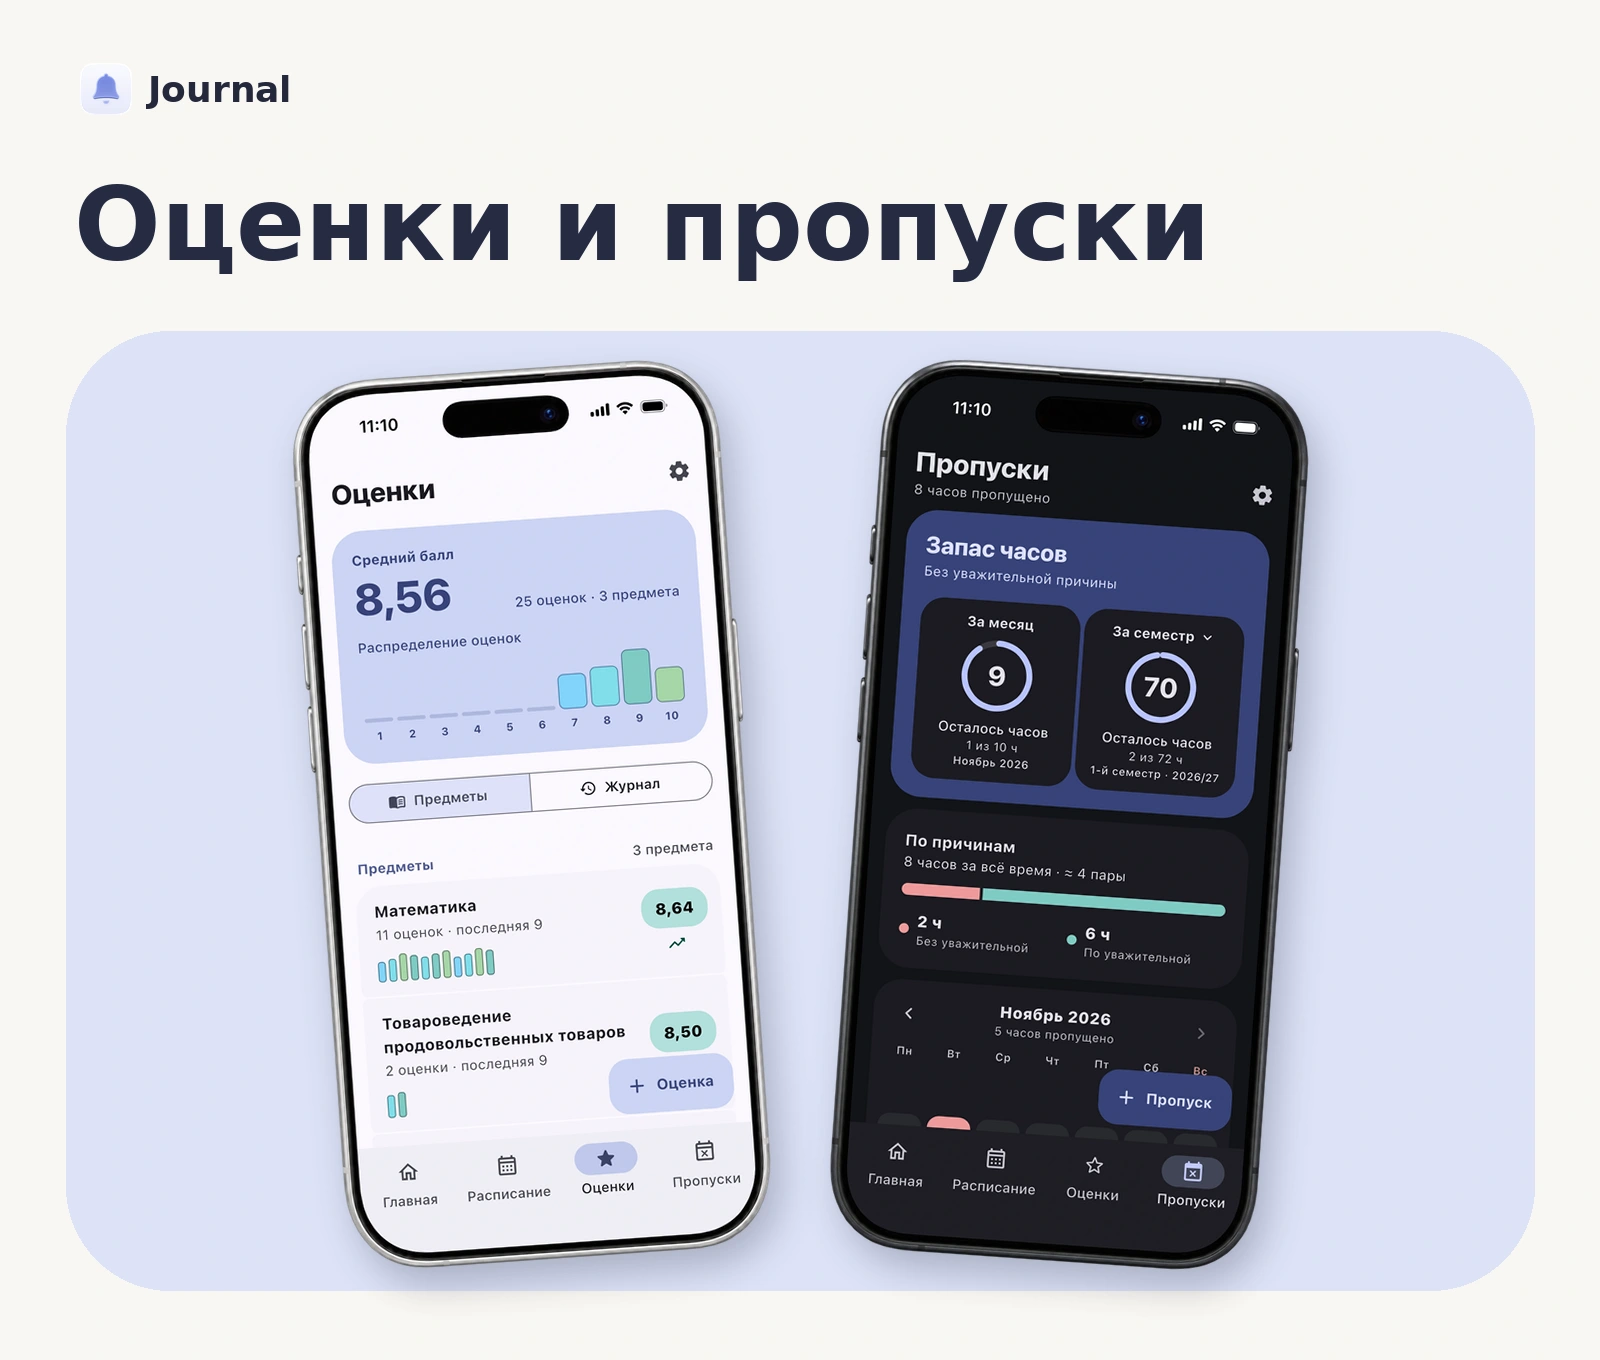 Journal
Оценки и пропуски
11:10
Оценки
Средний балл
8,56
25 оценок · 3 предмета
Распределение оценок
1 2 3 4 5 6 7 8 9 10
Предметы
Журнал
Предметы
3 предмета
Математика
11 оценок · последняя 9
8,64
Товароведение
продовольственных товаров
2 оценки · последняя 9
8,50
+ Оценка
Главная
Расписание
Оценки
Пропуски
11:10
Пропуски
8 часов пропущено
Запас часов
Без уважительной причины
За месяц
9
Осталось часов
1 из 10 ч
Ноябрь 2026
За семестр
70
Осталось часов
2 из 72 ч
1-й семестр · 2026/27
По причинам
8 часов за всё время · ≈ 4 пары
2 ч
Без уважительной
6 ч
По уважительной
Ноябрь 2026
5 часов пропущено
Пн Вт Ср Чт Пт Сб Вс
+ Пропуск
Главная
Расписание
Оценки
Пропуски